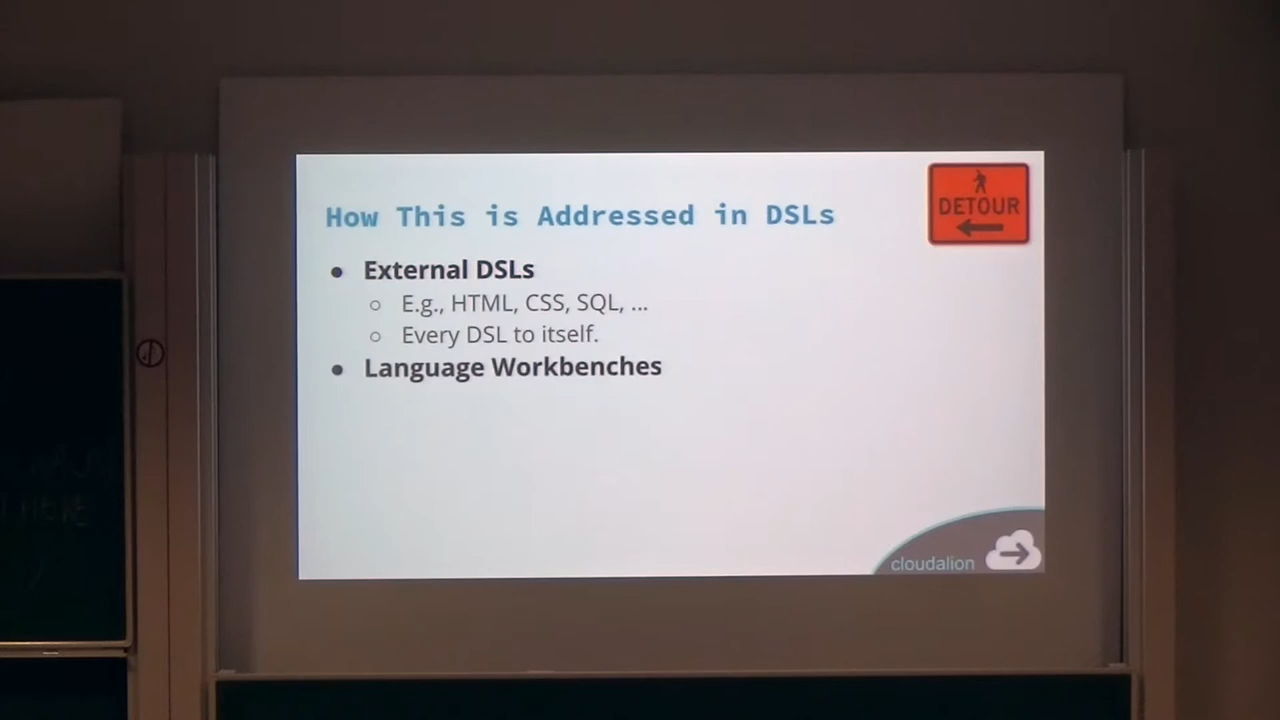 How This is Addressed in DSLs
DETOUR
● External DSLs
○ E.g., HTML, CSS, SQL, ...
○ Every DSL to itself.
● Language Workbenches
cloudalion